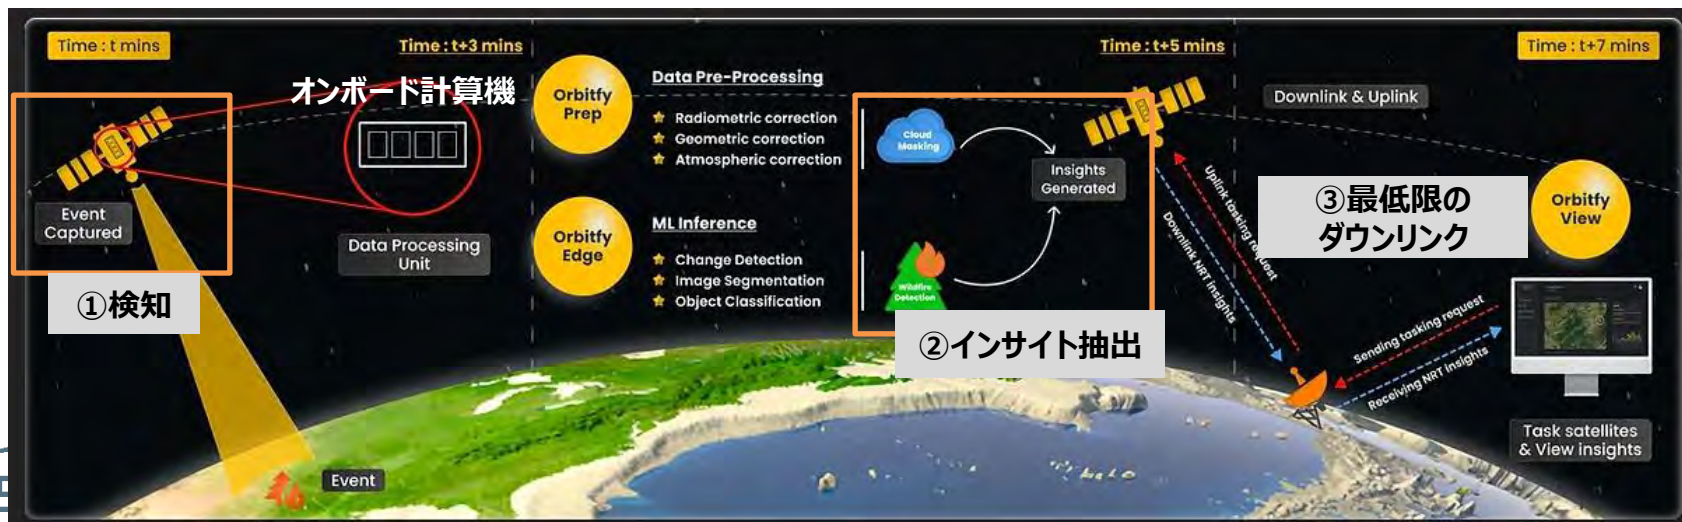 Time : t mins
Time : t+3 mins
Time : t+5 mins
Time : t+7 mins
オンボード計算機
Event
Captured
Data Processing
Unit
①検知
Event
Orbitfy
Prep
Data Pre-Processing
Radiometric correction
Geometric correction
Atmospheric correction
Orbitfy
Edge
ML Inference
Change Detection
Image Segmentation
Object Classification
Cloud
Masking
Wildfire
Detection
Insights
Generated
②インサイト抽出
Downlink & Uplink
Uplink tasking request
Downlink NRT insights
③最低限の
ダウンリンク
Orbitfy
View
Sending tasking request
Receiving NRT insights
Task satellites
& View insights